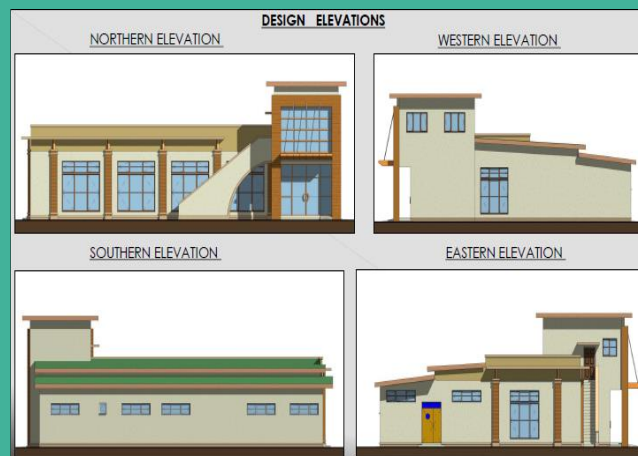 DESIGN ELEVATIONS
NORTHERN ELEVATION
WESTERN ELEVATION
SOUTHERN ELEVATION
EASTERN ELEVATION